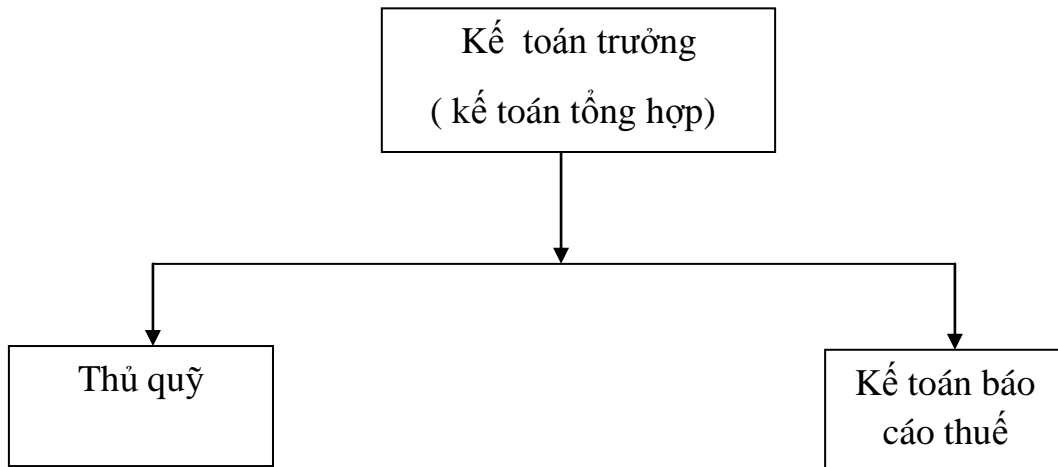 Kế toán trưởng
( kế toán tổng hợp)
Thủ quỹ
Kế toán báo
cáo thuế